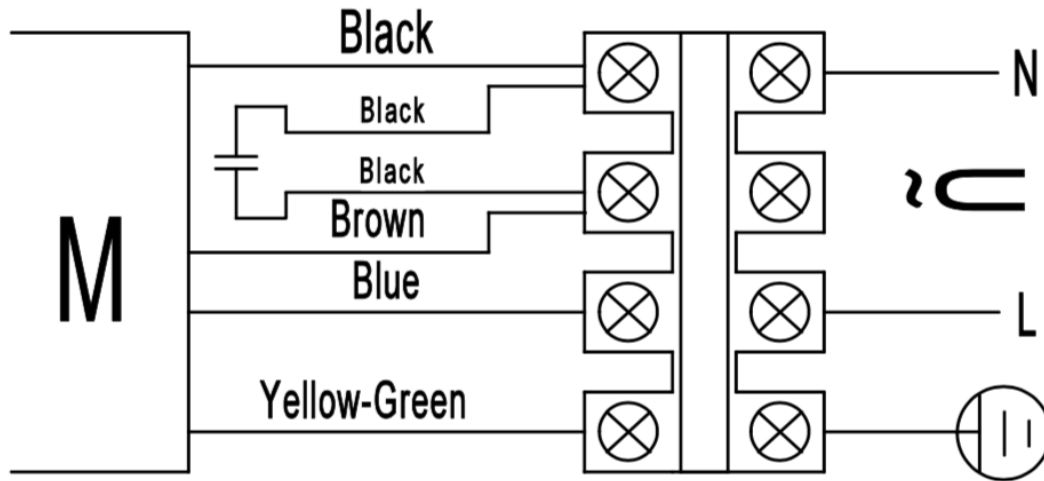 Black
N
Black
Black
U~
Brown
M
Blue
L
Yellow-Green